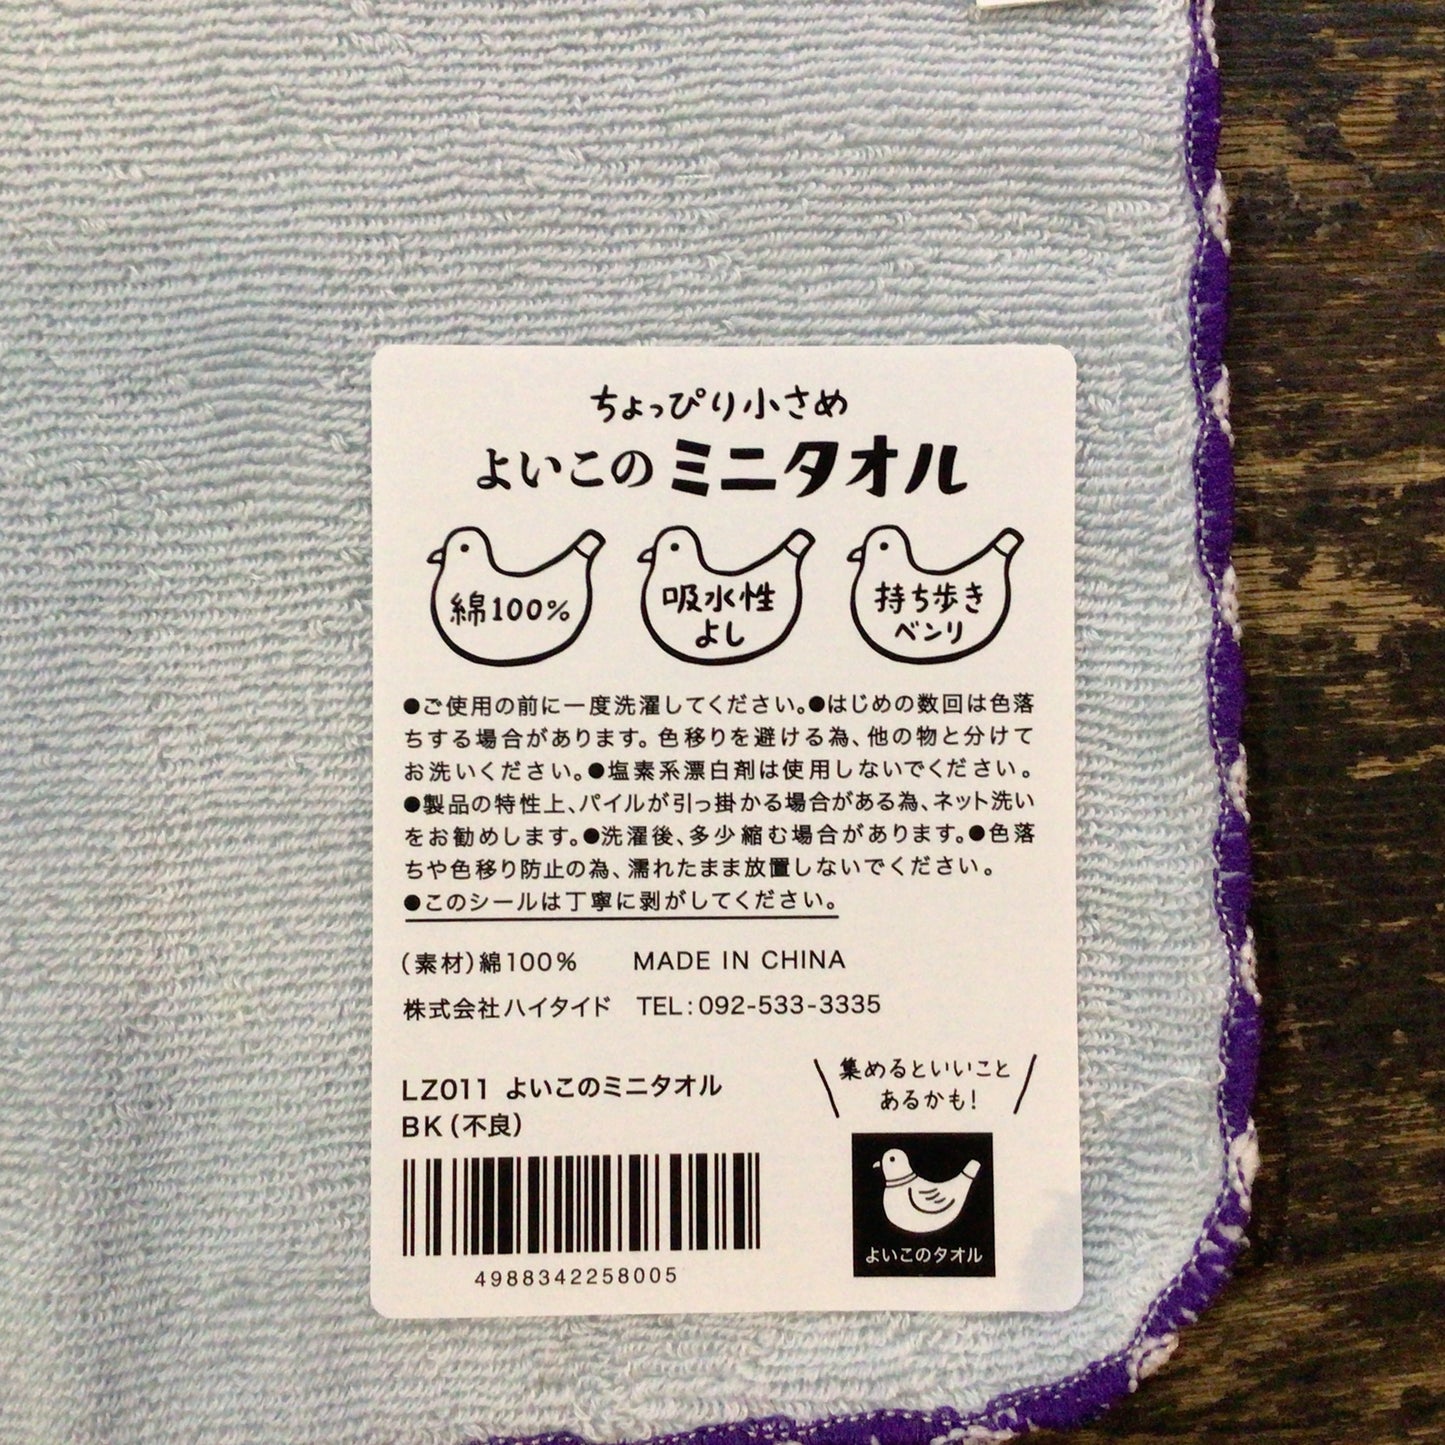 ちょっぴり小さめ
よいこのミニタオル
綿100%
吸水性
よし
持ち歩き
ベンリ
●ご使用の前に一度洗濯してください。●はじめの数回は色落
ちする場合があります。色移りを避ける為、他の物と分けて
お洗いください。●塩素系漂白剤は使用しないでください。
●製品の特性上、パイルが引っ掛かる場合がある為、ネット洗い
をお勧めします。●洗濯後、多少縮む場合があります。●色落
ちや色移り防止の為、濡れたまま放置しないでください。
●このシールは丁寧に剥がしてください。
(素材)綿100% MADE IN CHINA
株式会社ハイタイド TEL:092-533-3335
LZ011 よいこのミニタオル
BK(不良)
4988342258005
集めるといいこと
あるかも!
よいこのタオル